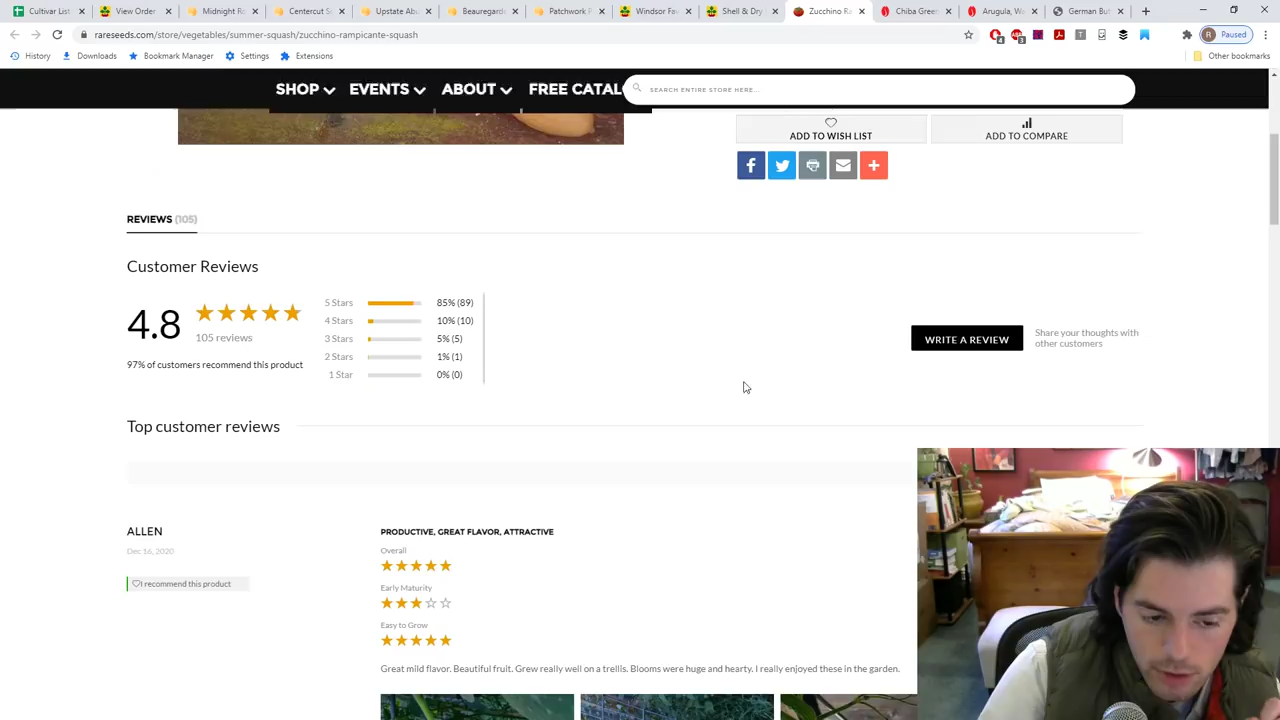 Cultivar List
View Order
Midnight Ro
Centercut S
Upstate Abu
Beauregard
Patchwork P
Windsor Fav
Shell & Dry
Zucchino Ra
Chiba Green
Arugula, Wa
German But
rareseeds.com/store/vegetables/summer-squash/zucchino-rampicante-squash
4
3
R Paused
History
Downloads
Bookmark Manager
Settings
Extensions
Other bookmarks
SHOP
EVENTS
ABOUT
FREE CATAL
SEARCH ENTIRE STORE HERE...
ADD TO WISH LIST
ADD TO COMPARE
REVIEWS (105)
Customer Reviews
4.8
105 reviews
97% of customers recommend this product
5 Stars 85% (89)
4 Stars 10% (10)
3 Stars 5% (5)
2 Stars 1% (1)
1 Star 0% (0)
WRITE A REVIEW
Share your thoughts with
other customers
Top customer reviews
ALLEN
Dec 16, 2020
I recommend this product
PRODUCTIVE, GREAT FLAVOR, ATTRACTIVE
Overall
Early Maturity
Easy to Grow
Great mild flavor. Beautiful fruit. Grew really well on a trellis. Blooms were huge and hearty. I really enjoyed these in the garden.